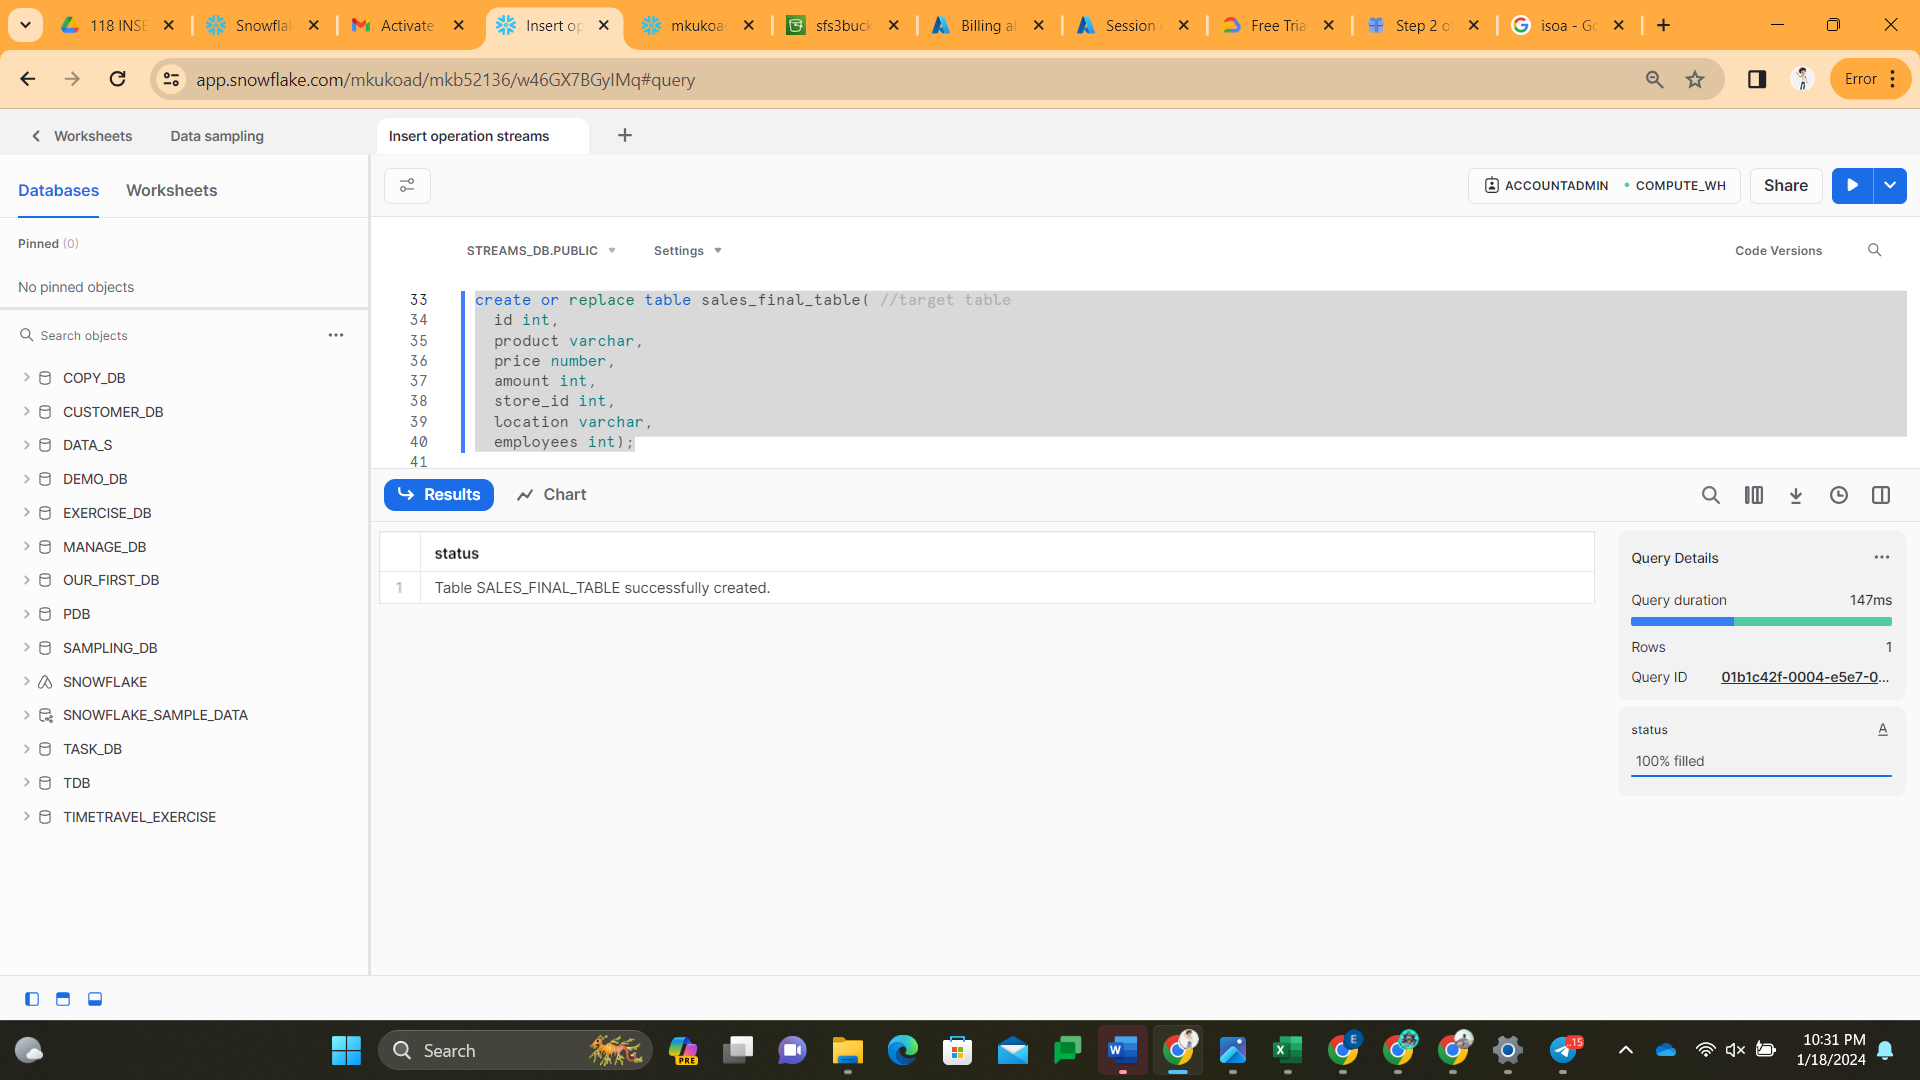 118 INSE
Snowflak
Activate
Insert op
mkukoad
sfs3buck
Billing al
Session
Free Tria
Step 2 o
isoa - Go
app.snowflake.com/mkukoad/mkb52136/w46GX7BGyIMq#query
Error
Worksheets
Data sampling
Insert operation streams
Databases
Worksheets
ACCOUNTADMIN
COMPUTE_WH
Share
Pinned (0)
No pinned objects
STREAMS_DB.PUBLIC
Settings
Code Versions
33 create or replace table sales_final_table( //target table
34 id int,
35 product varchar,
36 price number,
37 amount int,
38 store_id int,
39 location varchar,
40 employees int);
41
Search objects
COPY_DB
CUSTOMER_DB
DATA_S
DEMO_DB
EXERCISE_DB
MANAGE_DB
OUR_FIRST_DB
PDB
SAMPLING_DB
SNOWFLAKE
SNOWFLAKE_SAMPLE_DATA
TASK_DB
TDB
TIMETRAVEL_EXERCISE
Results
Chart
status
1 Table SALES_FINAL_TABLE successfully created.
Query Details
Query duration 147ms
Rows 1
Query ID 01b1c42f-0004-e5e7-0...
status A
100% filled
Search
PRE
W
X
E
15
10:31 PM
1/18/2024